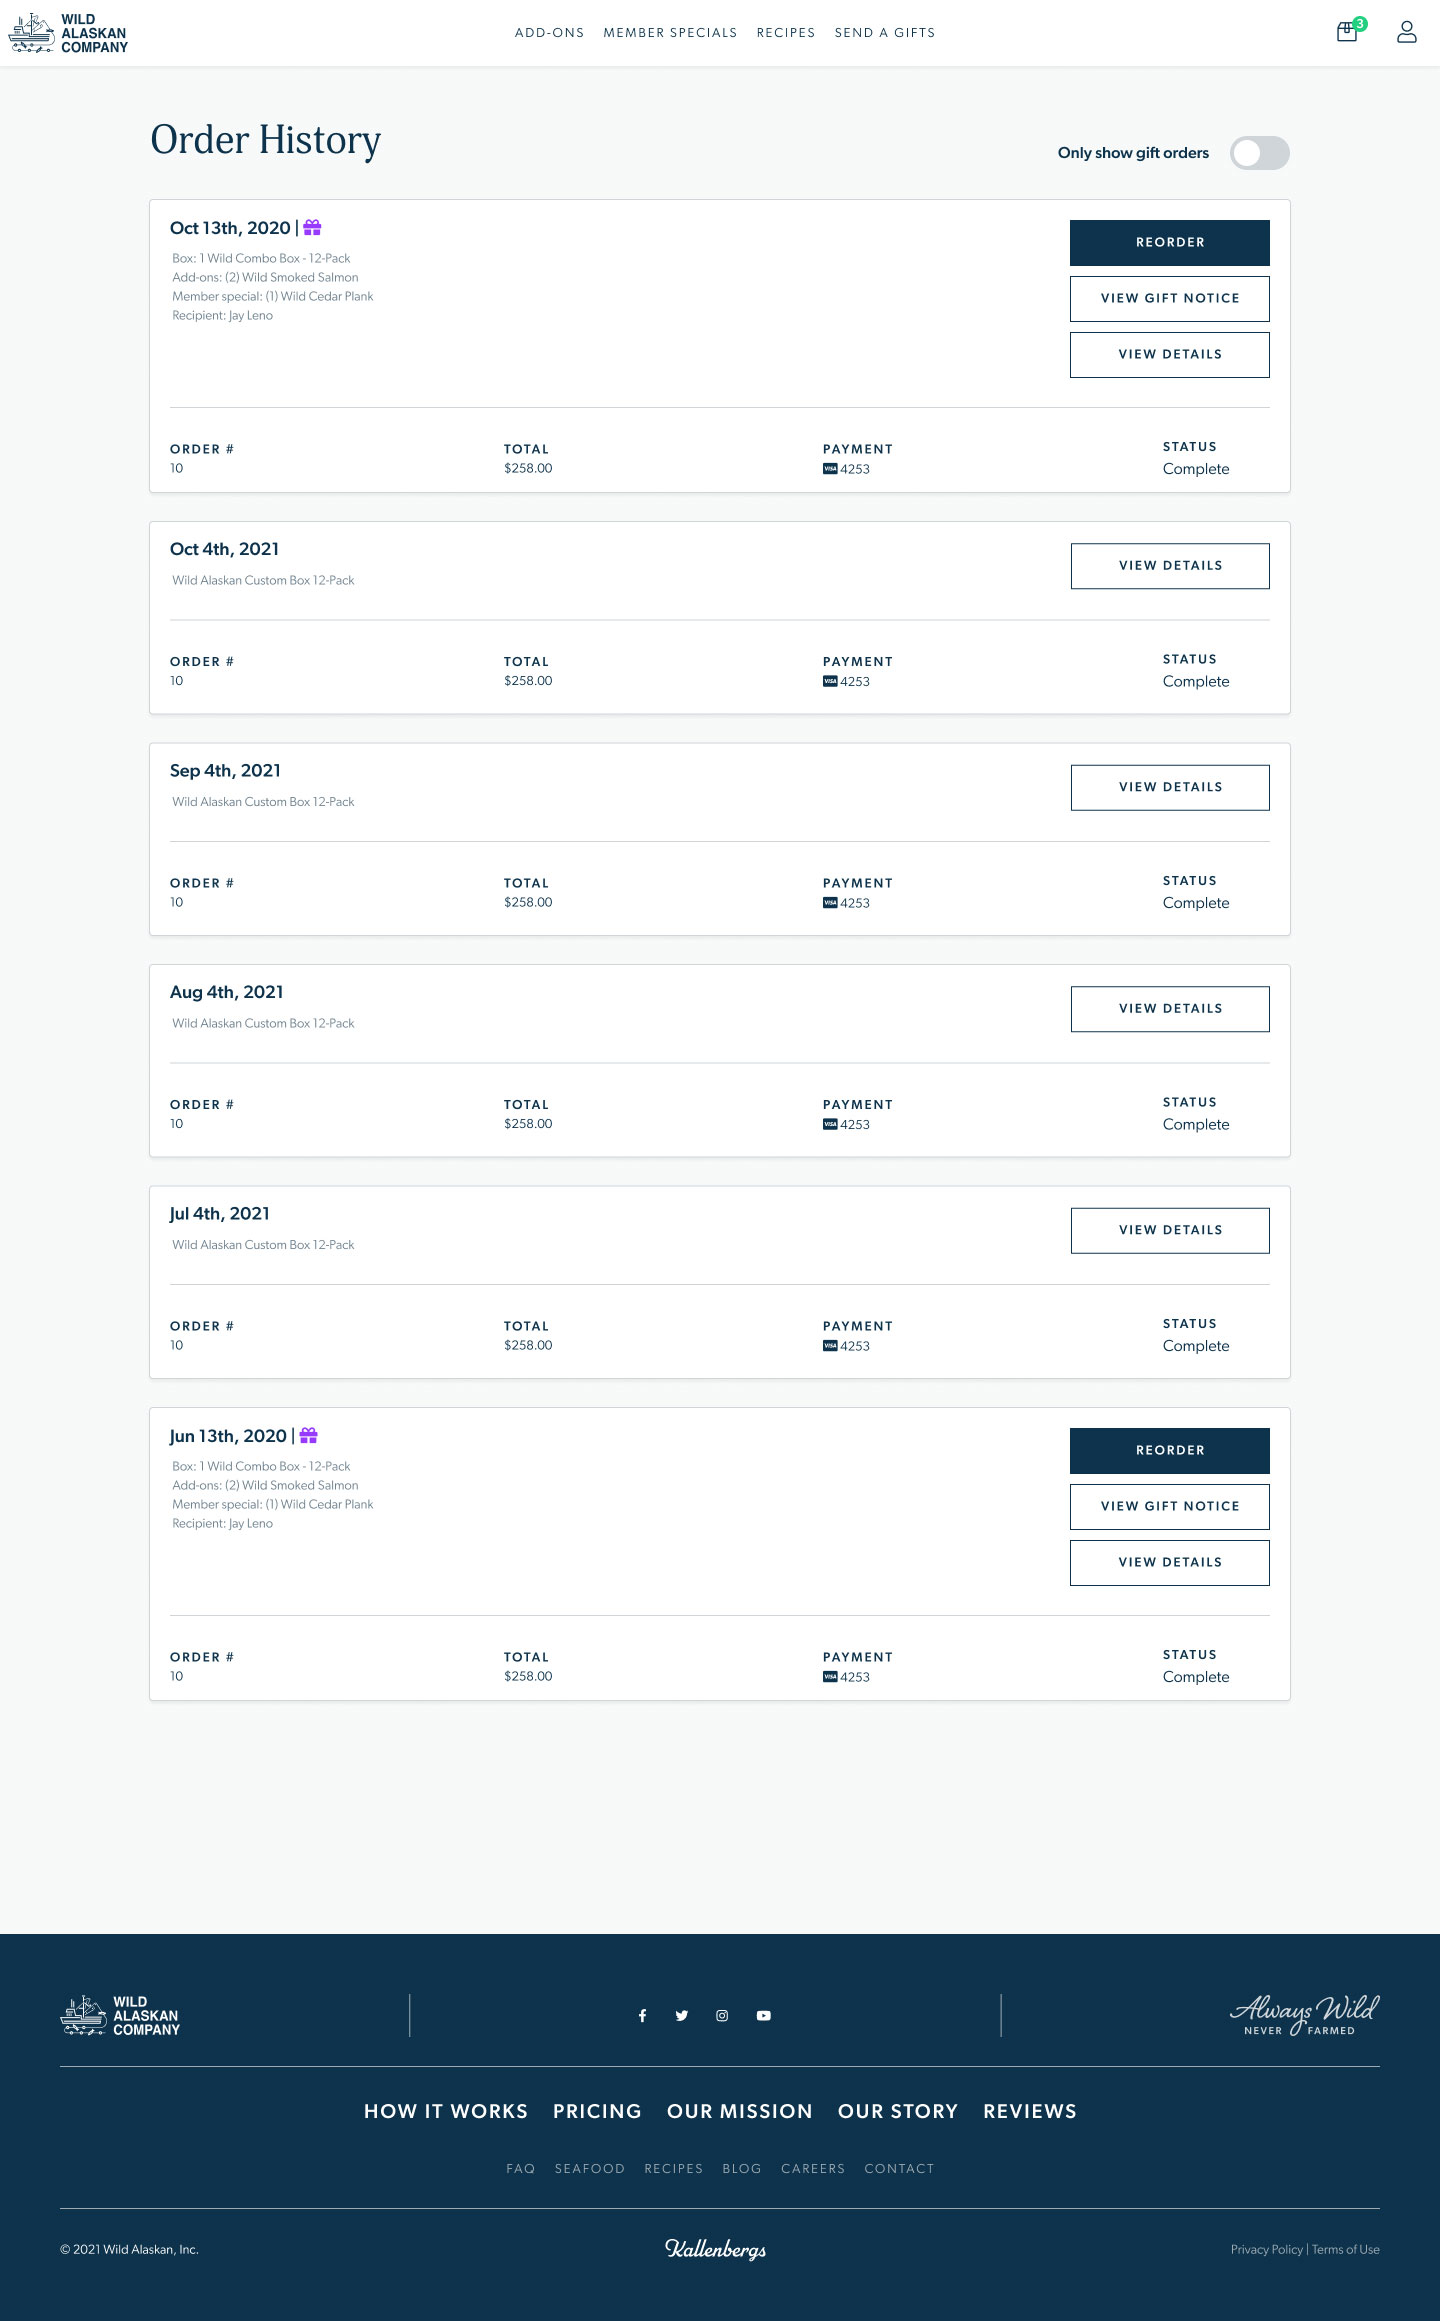 WILD
ALASKAN
COMPANY
ADD-ONS MEMBER SPECIALS RECIPES SEND A GIFTS
3
Order History
Only show gift orders
Oct 13th, 2020 |
Box: 1 Wild Combo Box - 12-Pack
Add-ons: (2) Wild Smoked Salmon
Member special: (1) Wild Cedar Plank
Recipient: Jay Leno
REORDER
VIEW GIFT NOTICE
VIEW DETAILS
ORDER # TOTAL PAYMENT STATUS
10 $258.00 VISA 4253 Complete
Oct 4th, 2021
Wild Alaskan Custom Box 12-Pack
VIEW DETAILS
ORDER # TOTAL PAYMENT STATUS
10 $258.00 VISA 4253 Complete
Sep 4th, 2021
Wild Alaskan Custom Box 12-Pack
VIEW DETAILS
ORDER # TOTAL PAYMENT STATUS
10 $258.00 VISA 4253 Complete
Aug 4th, 2021
Wild Alaskan Custom Box 12-Pack
VIEW DETAILS
ORDER # TOTAL PAYMENT STATUS
10 $258.00 VISA 4253 Complete
Jul 4th, 2021
Wild Alaskan Custom Box 12-Pack
VIEW DETAILS
ORDER # TOTAL PAYMENT STATUS
10 $258.00 VISA 4253 Complete
Jun 13th, 2020 |
Box: 1 Wild Combo Box - 12-Pack
Add-ons: (2) Wild Smoked Salmon
Member special: (1) Wild Cedar Plank
Recipient: Jay Leno
REORDER
VIEW GIFT NOTICE
VIEW DETAILS
ORDER # TOTAL PAYMENT STATUS
10 $258.00 VISA 4253 Complete
WILD
ALASKAN
COMPANY
Always Wild
NEVER FARMED
HOW IT WORKS PRICING OUR MISSION OUR STORY REVIEWS
FAQ SEAFOOD RECIPES BLOG CAREERS CONTACT
© 2021 Wild Alaskan, Inc. Kallenbergs Privacy Policy | Terms of Use